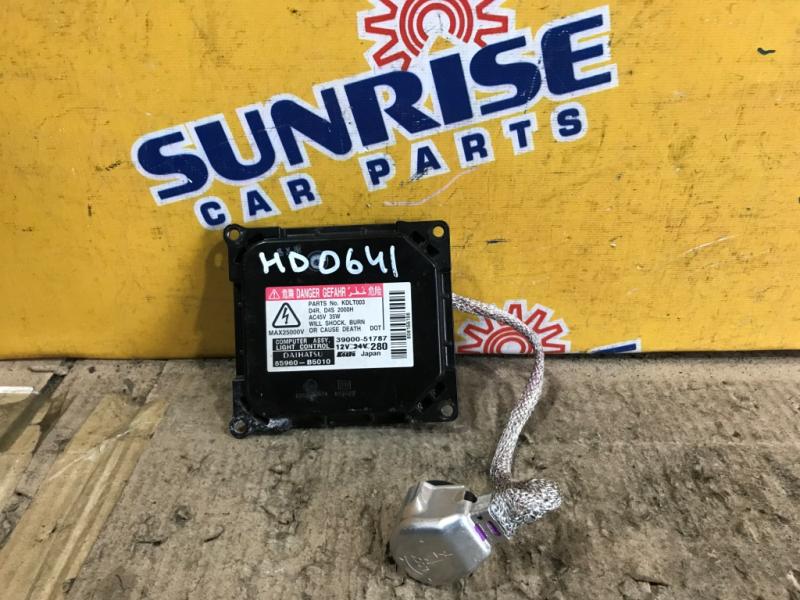 SUNRISE
CAR PARTS
HD0641
危険 DANGER GEFAHR خطر 危险
PARTS No. KDLT003
D4R, D4S 2000H
AC45V 35W
WILL SHOCK, BURN
MAX25000V OR CAUSE DEATH DOT
COMPUTER ASSY, 39000-51787
LIGHT CONTROL 12V 24V 280
DAIHATSU Japan
85960-B5010